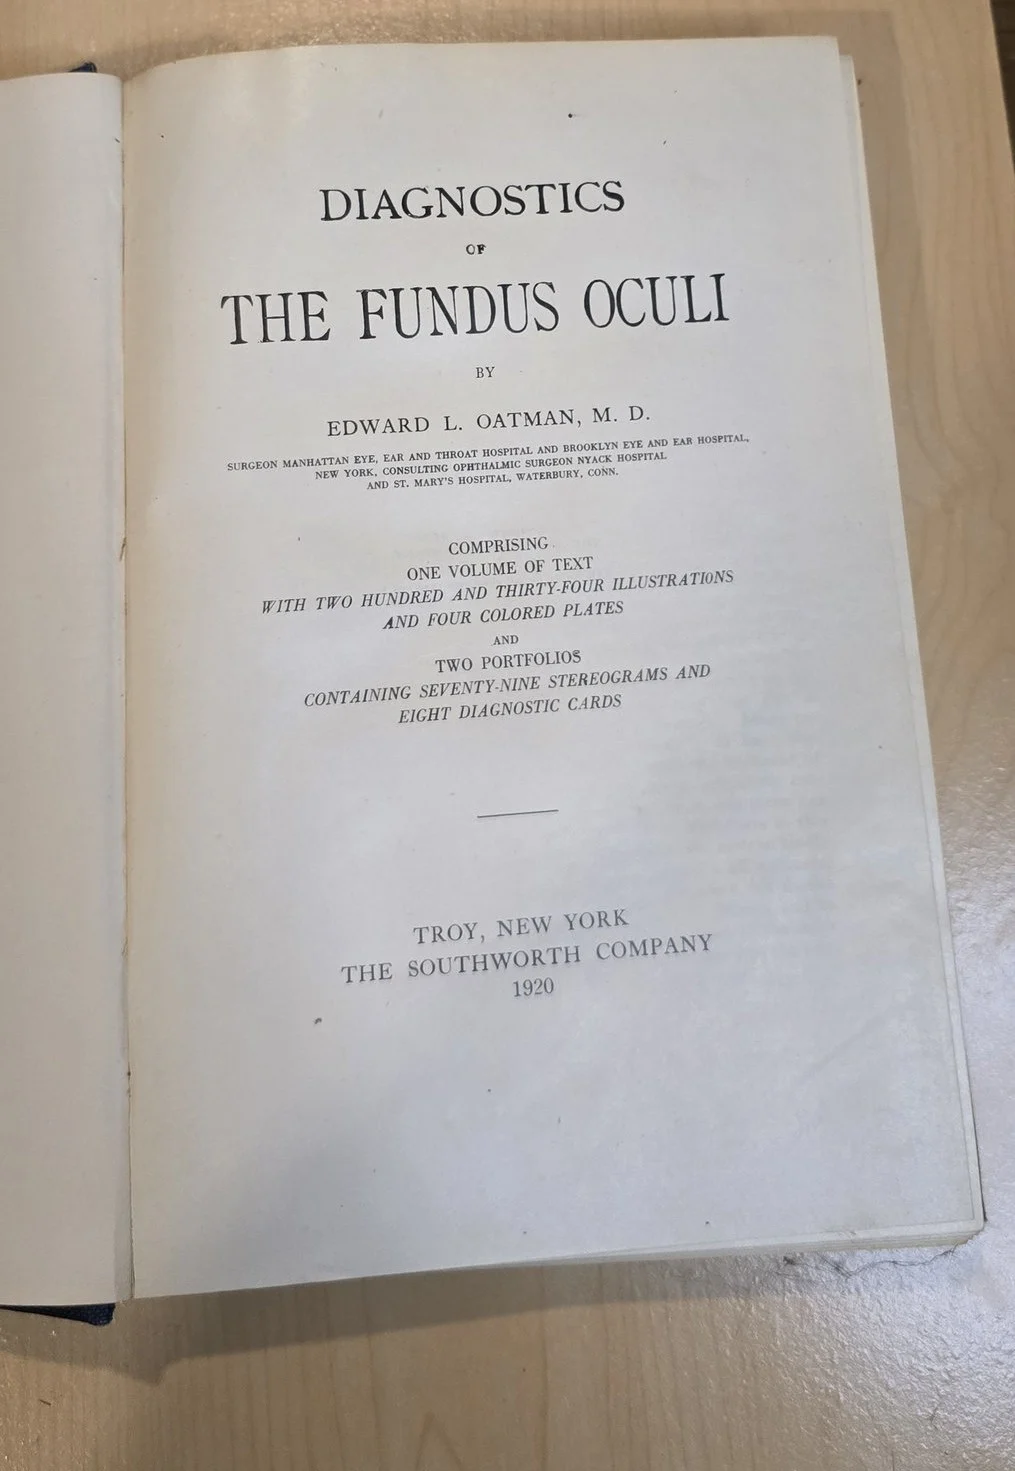 DIAGNOSTICS
OF
THE FUNDUS OCULI
BY
EDWARD L. OATMAN, M. D.
SURGEON MANHATTAN EYE, EAR AND THROAT HOSPITAL AND BROOKLYN EYE AND EAR HOSPITAL,
NEW YORK, CONSULTING OPHTHALMIC SURGEON NYACK HOSPITAL
AND ST. MARY'S HOSPITAL, WATERBURY, CONN.
COMPRISING
ONE VOLUME OF TEXT
WITH TWO HUNDRED AND THIRTY-FOUR ILLUSTRATIONS
AND FOUR COLORED PLATES
AND
TWO PORTFOLIOS
CONTAINING SEVENTY-NINE STEREOGRAMS AND
EIGHT DIAGNOSTIC CARDS
TROY, NEW YORK
THE SOUTHWORTH COMPANY
1920